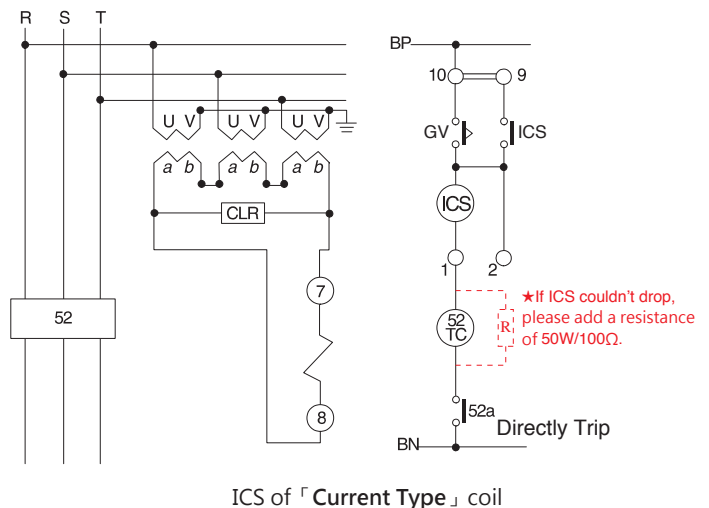 R S T
BP
10 9
U V U V U V
GV ICS
a b a b a b
ICS
CLR
1 2
7
★If ICS couldn't drop,
please add a resistance
of 50W/100Ω.
52
52
TC
R
8
52a
Directly Trip
BN
ICS of「Current Type」coil